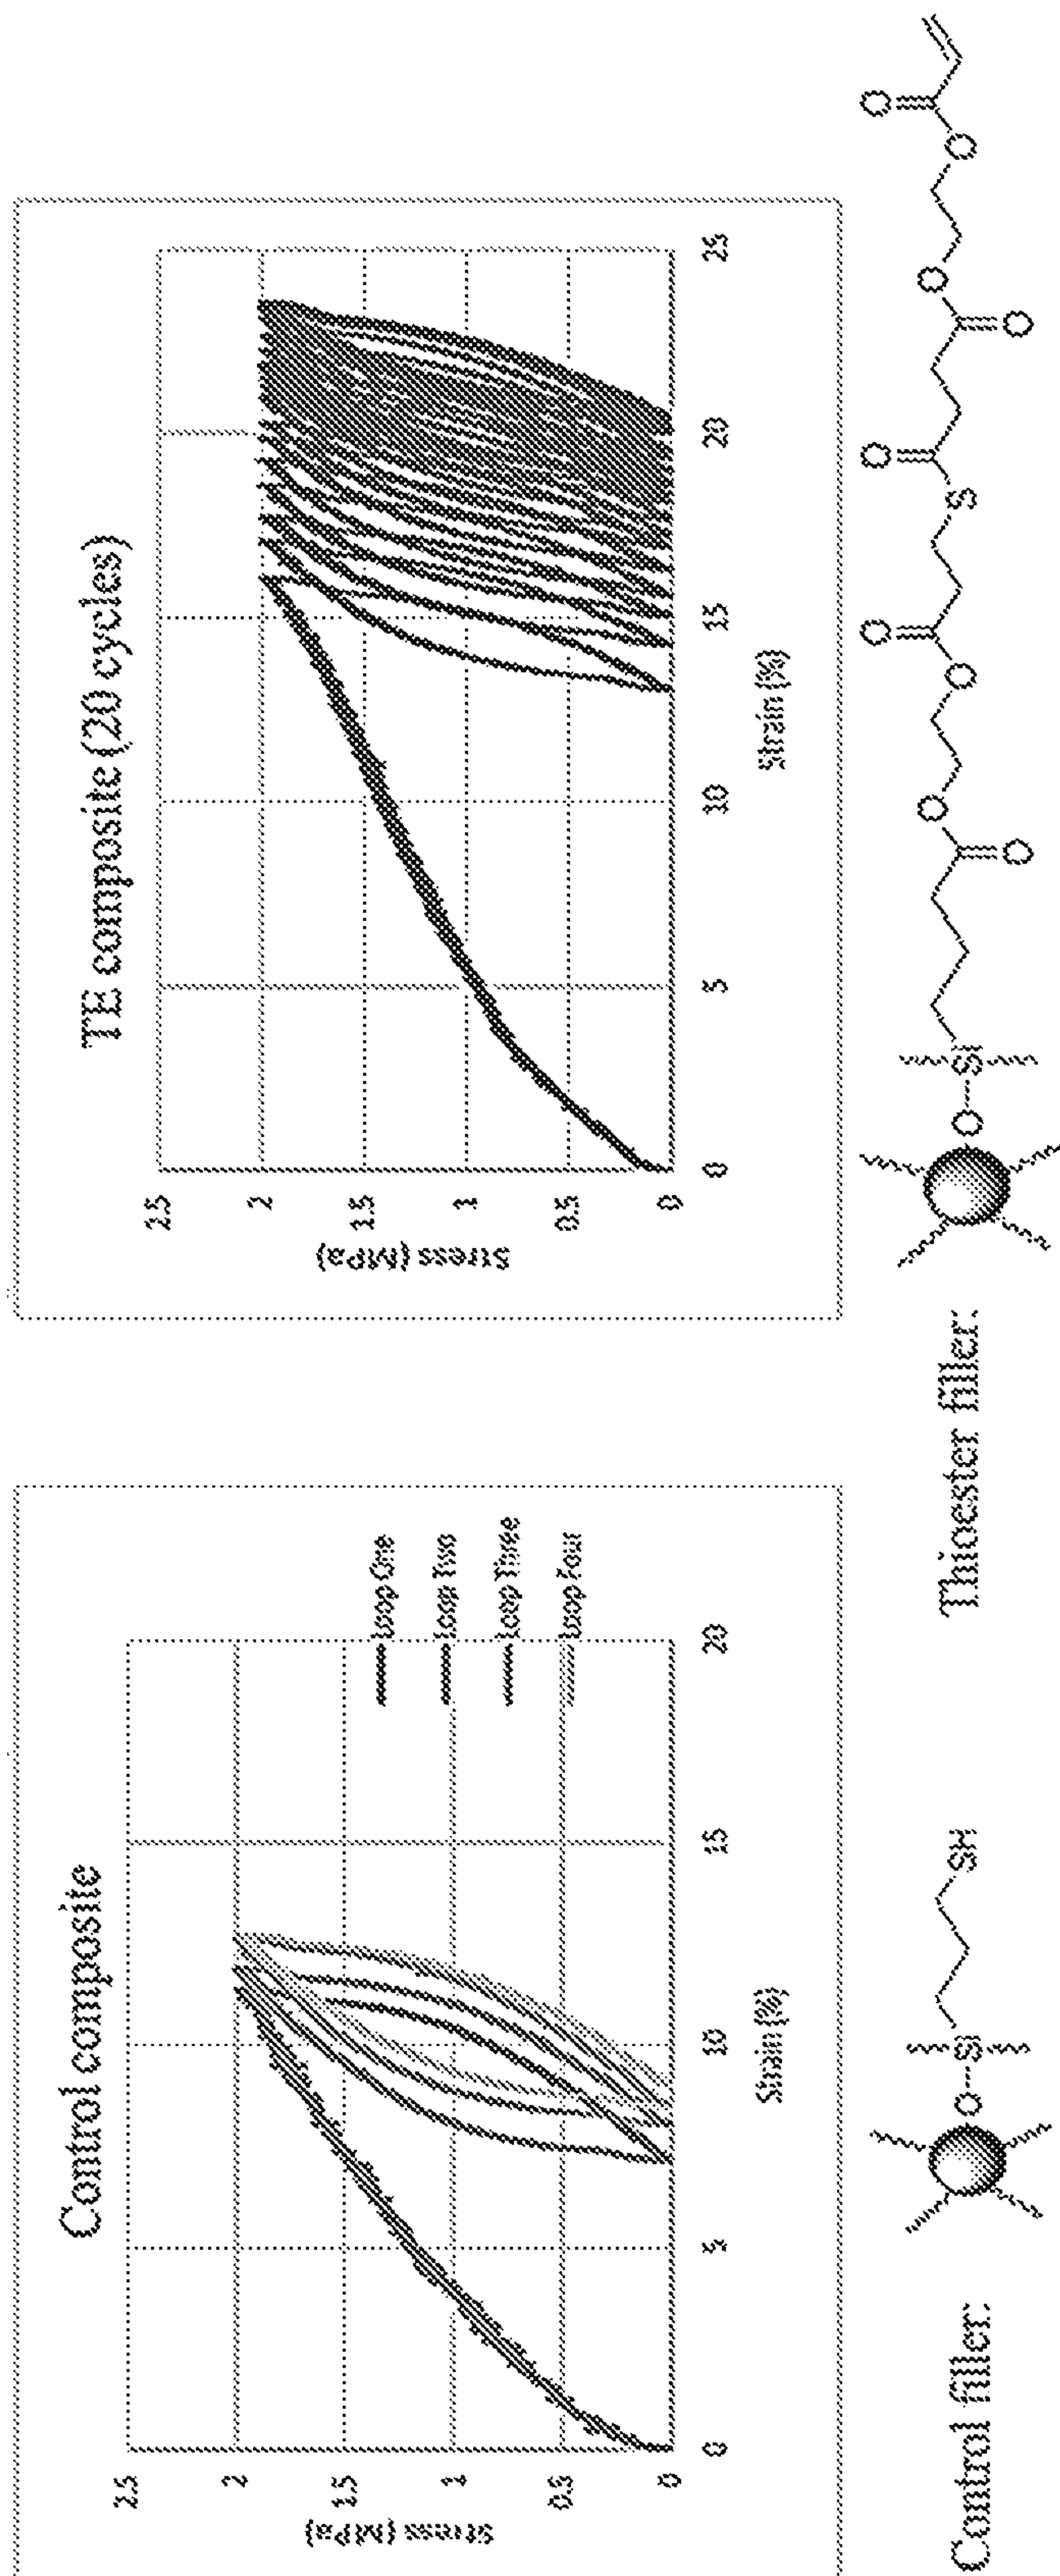 Control composite
2.5
2
1.5
1
0.5
0
Stress (MPa)
0
5
10
15
20
Strain (%)
Loop One
Loop Two
Loop Three
Loop Four
TE composite (20 cycles)
2.5
2
1.5
1
0.5
0
Stress (MPa)
0
5
10
15
20
25
Strain (%)
Control filler:
O
Si
SH
Thioester filler:
O
Si
O
O
O
O
S
O
O
O
O
O